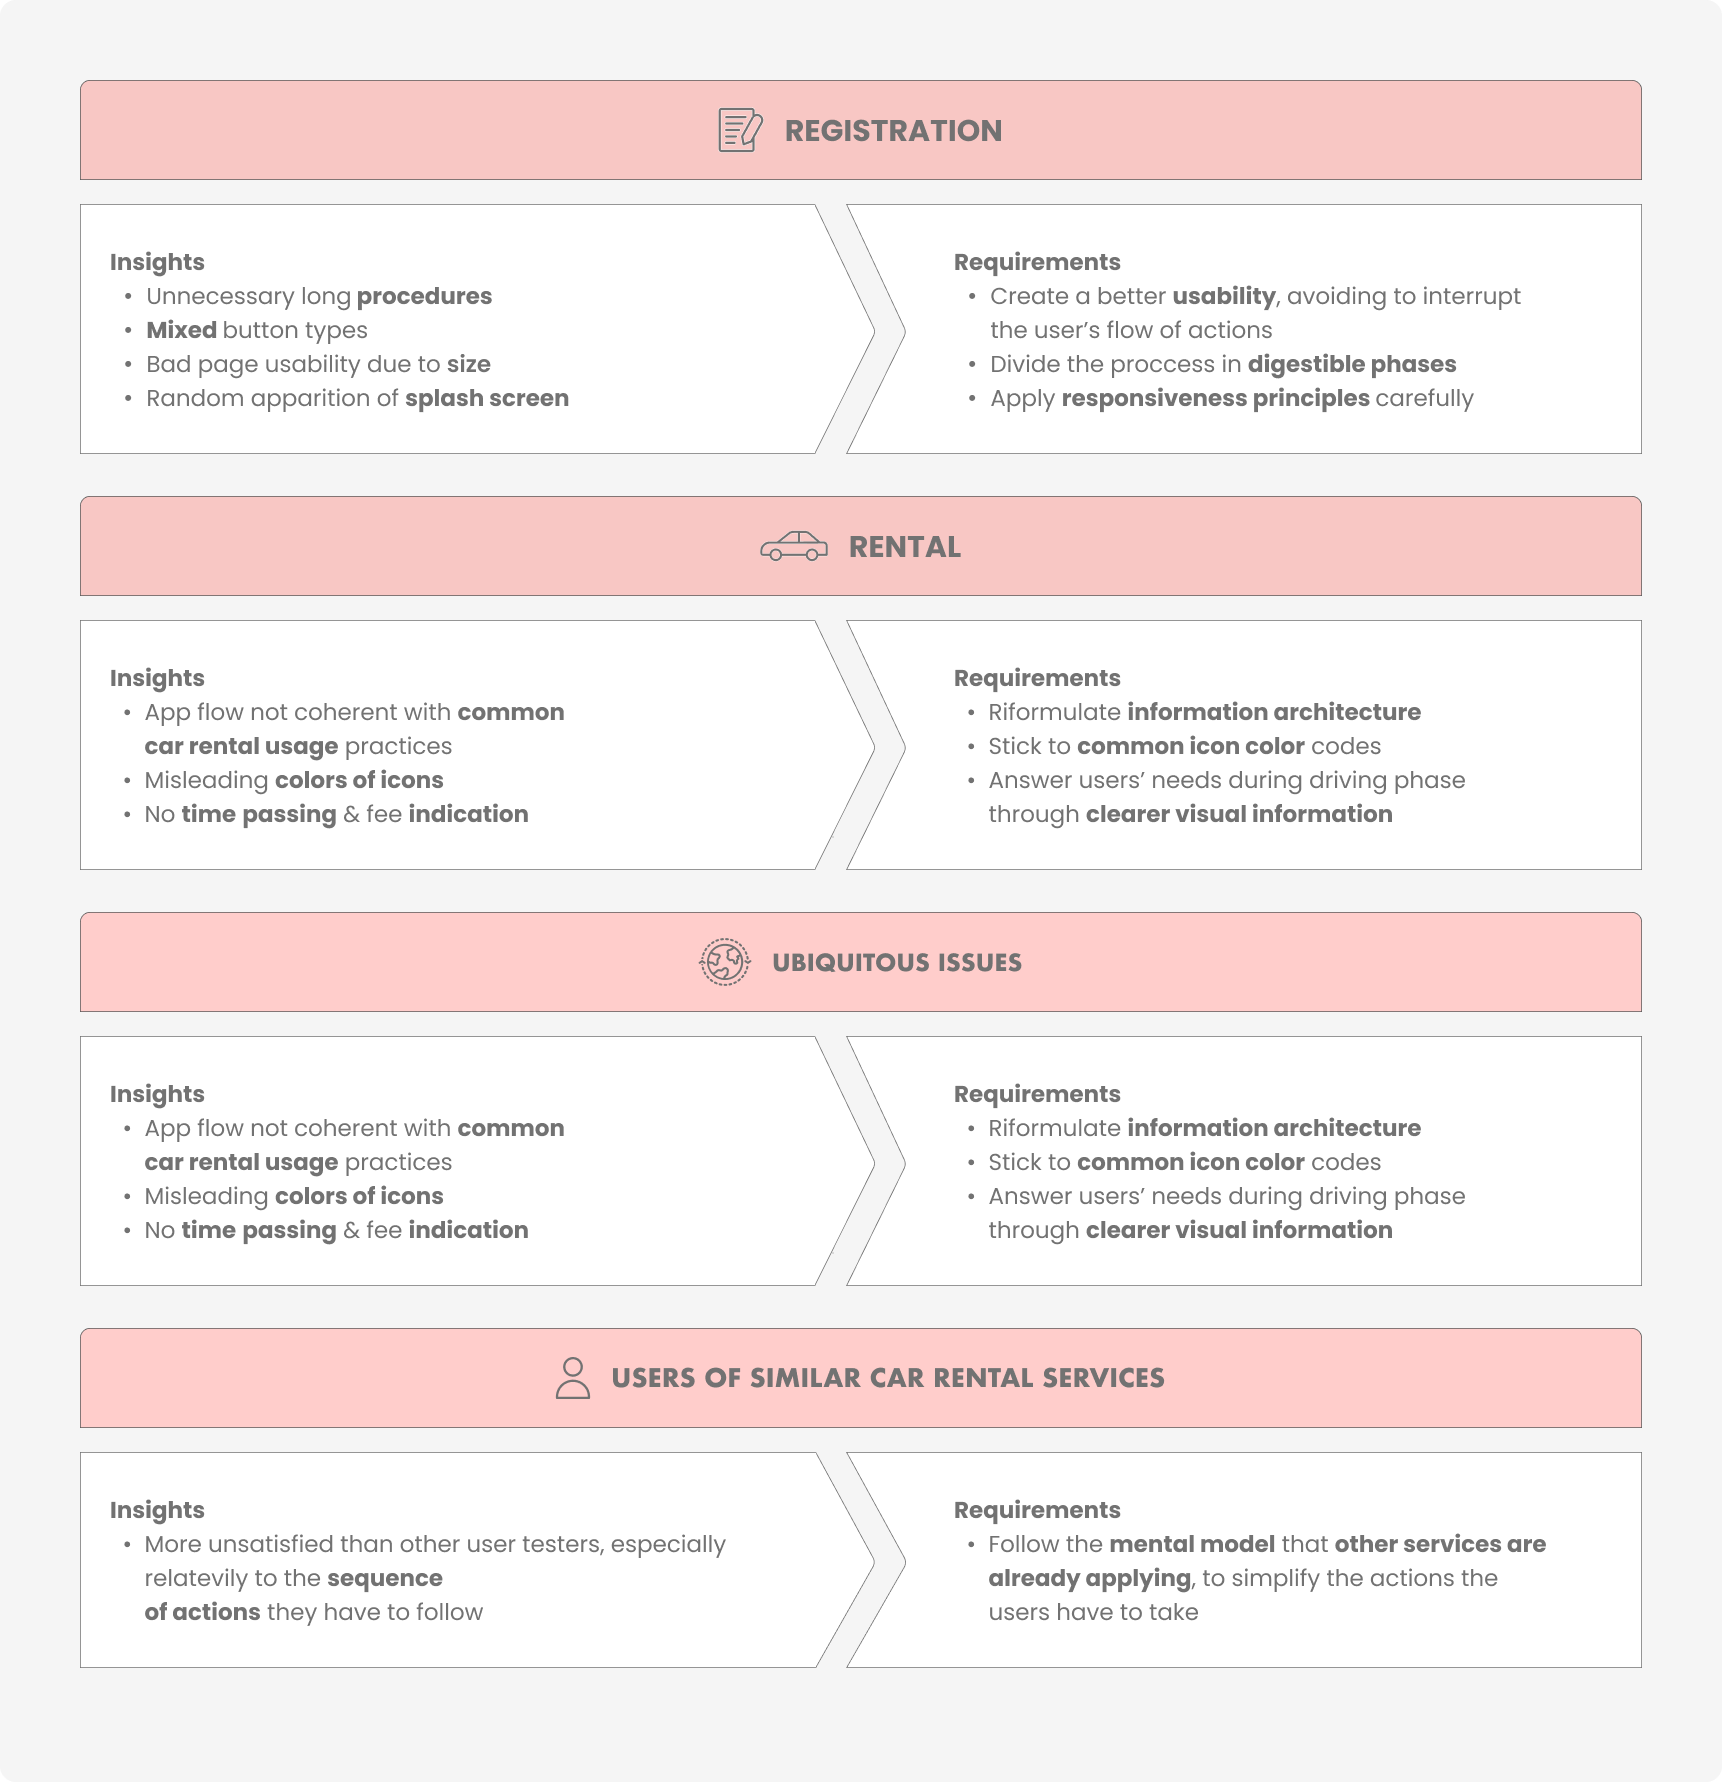 REGISTRATION
Insights
• Unnecessary long procedures
• Mixed button types
• Bad page usability due to size
• Random apparition of splash screen
Requirements
• Create a better usability, avoiding to interrupt
the user's flow of actions
• Divide the proccess in digestible phases
• Apply responsiveness principles carefully
RENTAL
Insights
• App flow not coherent with common
car rental usage practices
• Misleading colors of icons
• No time passing & fee indication
Requirements
• Riformulate information architecture
• Stick to common icon color codes
• Answer users' needs during driving phase
through clearer visual information
UBIQUITOUS ISSUES
Insights
• App flow not coherent with common
car rental usage practices
• Misleading colors of icons
• No time passing & fee indication
Requirements
• Riformulate information architecture
• Stick to common icon color codes
• Answer users' needs during driving phase
through clearer visual information
USERS OF SIMILAR CAR RENTAL SERVICES
Insights
• More unsatisfied than other user testers, especially
relatevily to the sequence
of actions they have to follow
Requirements
• Follow the mental model that other services are
already applying, to simplify the actions the
users have to take